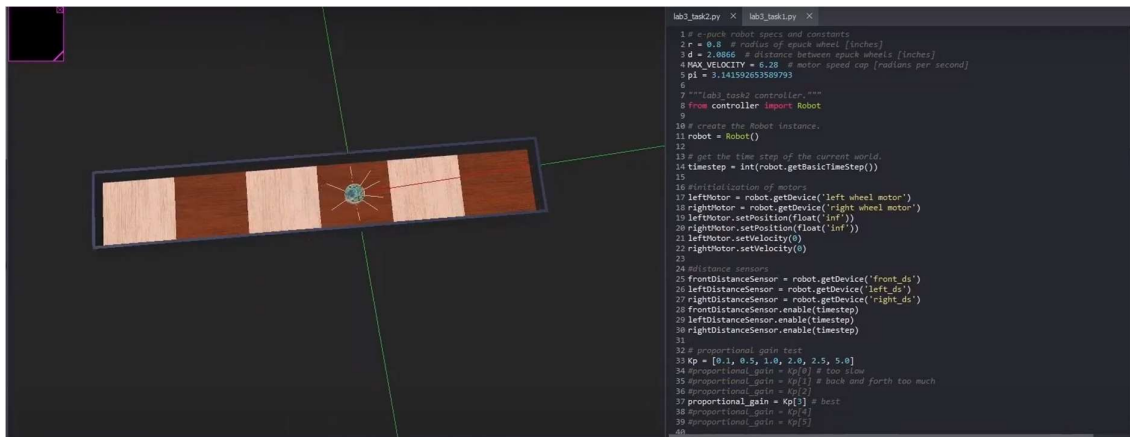 lab3_task2.py × lab3_task1.py ×
1 # e-puck robot specs and constants
2 r = 0.8 # radius of epuck wheel [inches]
3 d = 2.0866 # distance between epuck wheels [inches]
4 MAX_VELOCITY = 6.28 # motor speed cap [radians per second]
5 pi = 3.141592653589793
6
7 """lab3_task2 controller."""
8 from controller import Robot
9
10 # create the Robot instance.
11 robot = Robot()
12
13 # get the time step of the current world.
14 timestep = int(robot.getBasicTimeStep())
15
16 #initialization of motors
17 leftMotor = robot.getDevice('left wheel motor')
18 rightMotor = robot.getDevice('right wheel motor')
19 leftMotor.setPosition(float('inf'))
20 rightMotor.setPosition(float('inf'))
21 leftMotor.setVelocity(0)
22 rightMotor.setVelocity(0)
23
24 #distance sensors
25 frontDistanceSensor = robot.getDevice('front_ds')
26 leftDistanceSensor = robot.getDevice('left_ds')
27 rightDistanceSensor = robot.getDevice('right_ds')
28 frontDistanceSensor.enable(timestep)
29 leftDistanceSensor.enable(timestep)
30 rightDistanceSensor.enable(timestep)
31
32 # proportional gain test
33 Kp = [0.1, 0.5, 1.0, 2.0, 2.5, 5.0]
34 #proportional_gain = Kp[0] # too slow
35 #proportional_gain = Kp[1] # back and forth too much
36 #proportional_gain = Kp[2]
37 proportional_gain = Kp[3] # best
38 #proportional_gain = Kp[4]
39 #proportional_gain = Kp[5]
40